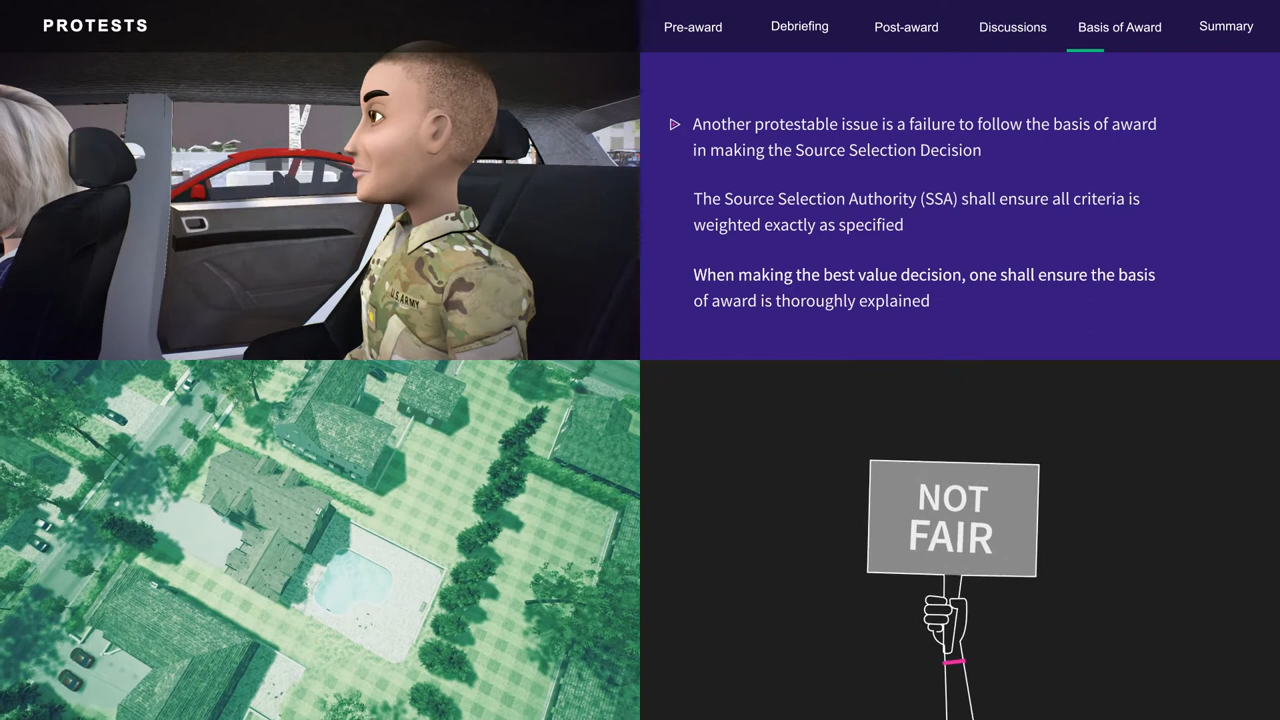 PROTESTS
Pre-award
Debriefing
Post-award
Discussions
Basis of Award
Summary
Another protestable issue is a failure to follow the basis of award
in making the Source Selection Decision
The Source Selection Authority (SSA) shall ensure all criteria is
weighted exactly as specified
When making the best value decision, one shall ensure the basis
of award is thoroughly explained
U.S. ARMY
NOT
FAIR